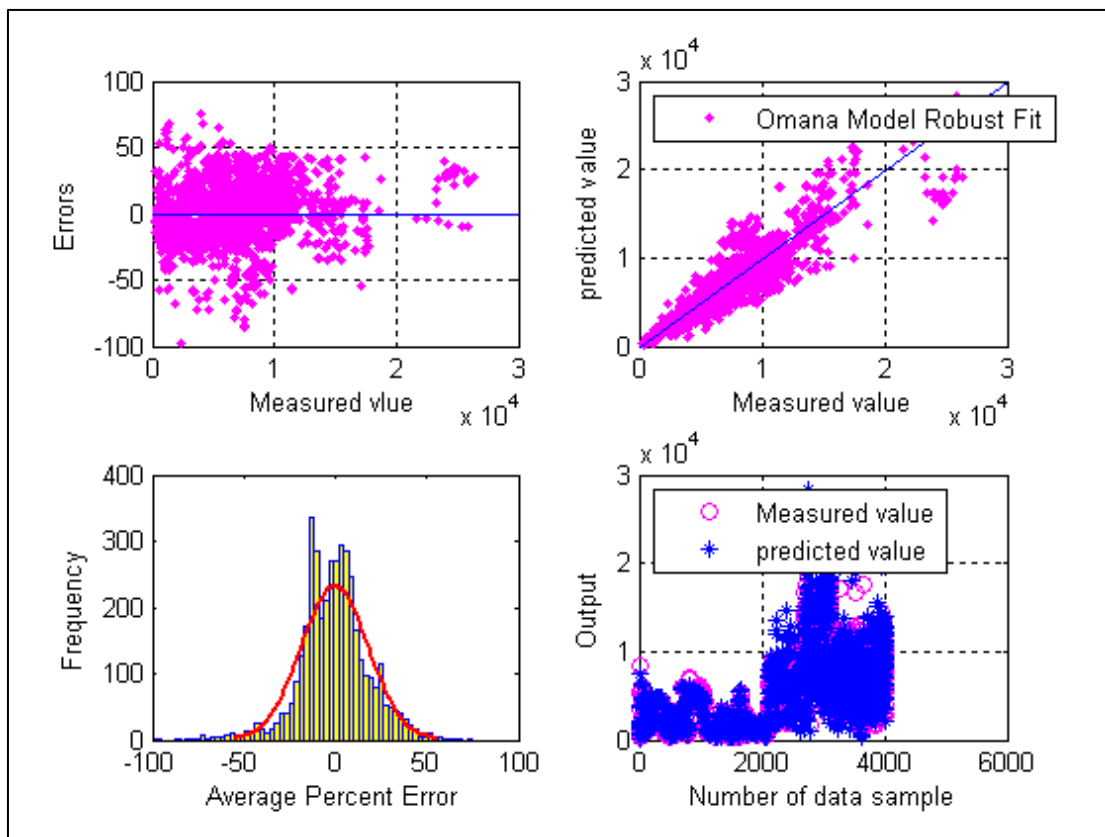 100
50
0
-50
-100
Errors
0
1
2
3
Measured vlue
x 10^4
x 10^4
3
2
1
0
predicted value
Omana Model Robust Fit
0
1
2
3
Measured value
x 10^4
400
300
200
100
0
Frequency
-100
-50
0
50
100
Average Percent Error
x 10^4
3
2
1
0
Output
Measured value
predicted value
0
2000
4000
6000
Number of data sample